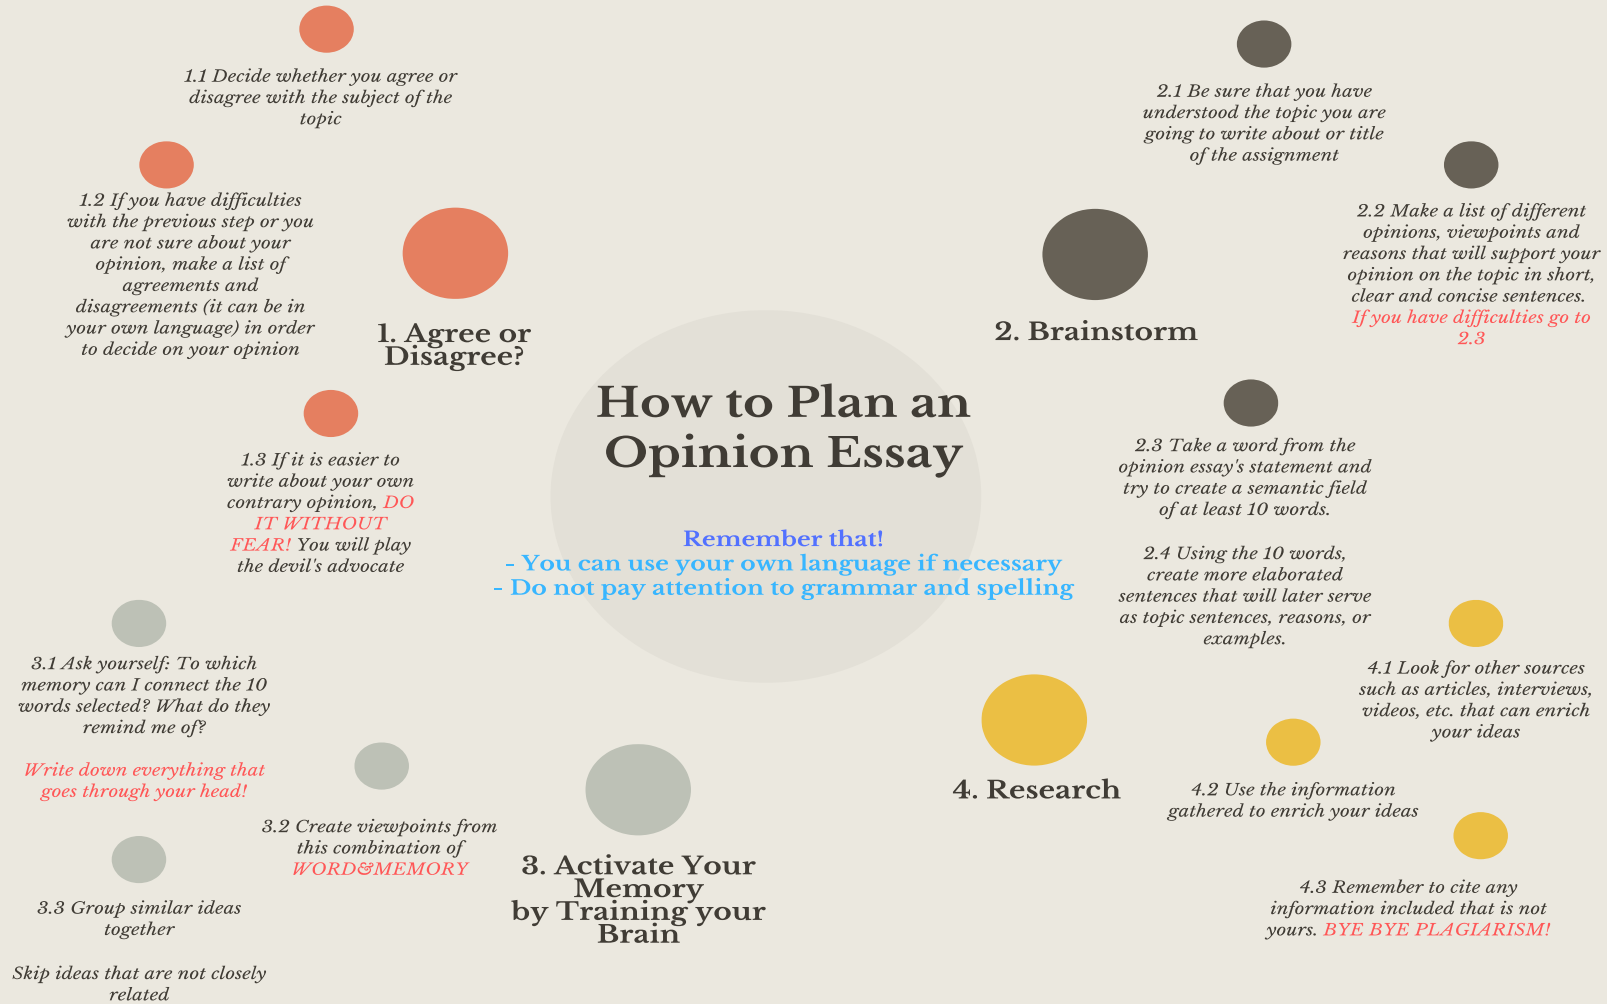 How to Plan an
Opinion Essay
Remember that!
- You can use your own language if necessary
- Do not pay attention to grammar and spelling
1. Agree or
Disagree?
1.1 Decide whether you agree or
disagree with the subject of the
topic
1.2 If you have difficulties
with the previous step or you
are not sure about your
opinion, make a list of
agreements and
disagreements (it can be in
your own language) in order
to decide on your opinion
1.3 If it is easier to
write about your own
contrary opinion, DO
IT WITHOUT
FEAR! You will play
the devil's advocate
2. Brainstorm
2.1 Be sure that you have
understood the topic you are
going to write about or title
of the assignment
2.2 Make a list of different
opinions, viewpoints and
reasons that will support your
opinion on the topic in short,
clear and concise sentences.
If you have difficulties go to
2.3
2.3 Take a word from the
opinion essay's statement and
try to create a semantic field
of at least 10 words.
2.4 Using the 10 words,
create more elaborated
sentences that will later serve
as topic sentences, reasons, or
examples.
3. Activate Your
Memory
by Training your
Brain
3.1 Ask yourself: To which
memory can I connect the 10
words selected? What do they
remind me of?
Write down everything that
goes through your head!
3.2 Create viewpoints from
this combination of
WORD&MEMORY
3.3 Group similar ideas
together
Skip ideas that are not closely
related
4. Research
4.1 Look for other sources
such as articles, interviews,
videos, etc. that can enrich
your ideas
4.2 Use the information
gathered to enrich your ideas
4.3 Remember to cite any
information included that is not
yours. BYE BYE PLAGIARISM!